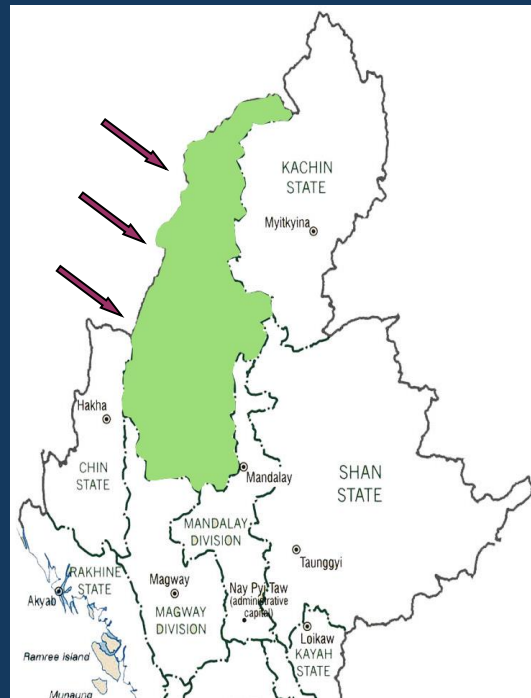 KACHIN
STATE
Myitkyina
Hakha
CHIN
STATE
Mandalay
SHAN
STATE
MANDALAY
DIVISION
Taunggyi
RAKHINE
STATE
Akyab
Magway
MAGWAY
DIVISION
Nay Pyi Taw
(administrative
capital)
Loikaw
KAYAH
STATE
Ramree Island
Munaung